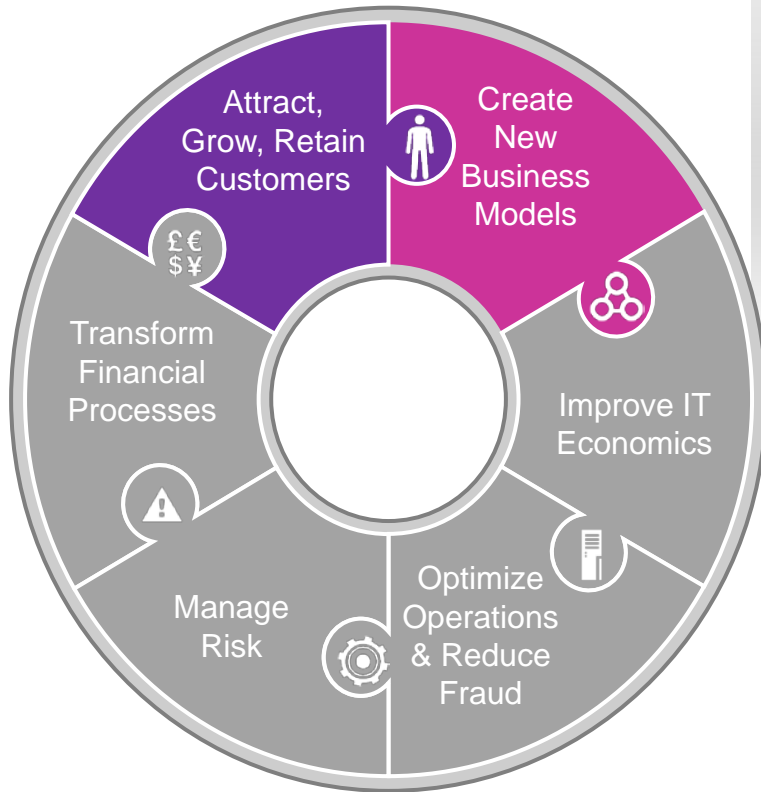 Attract,
Grow, Retain
Customers
Create
New
Business
Models
£€
$¥
Transform
Financial
Processes
Improve IT
Economics
!
Manage
Risk
Optimize
Operations
& Reduce
Fraud